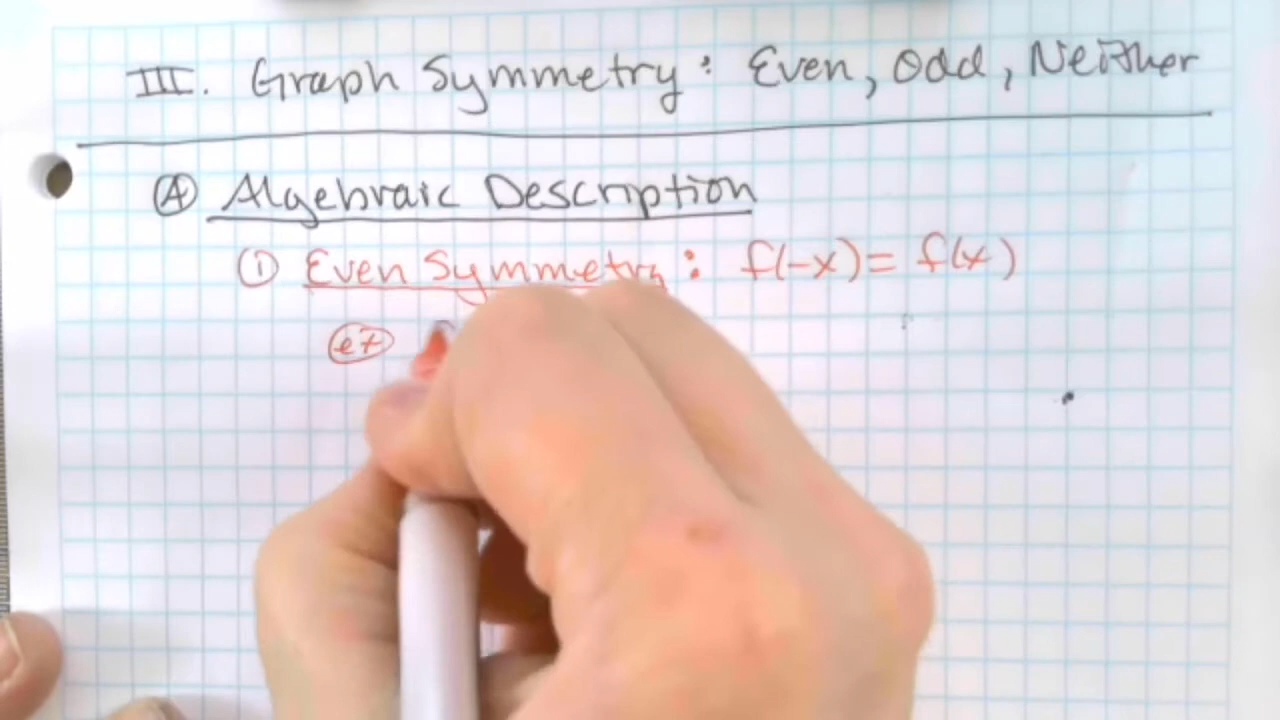 III. Graph Symmetry: Even, Odd, Neither
Ⓐ Algebraic Description
① Even Symmetry: f(-x) = f(x)
ex